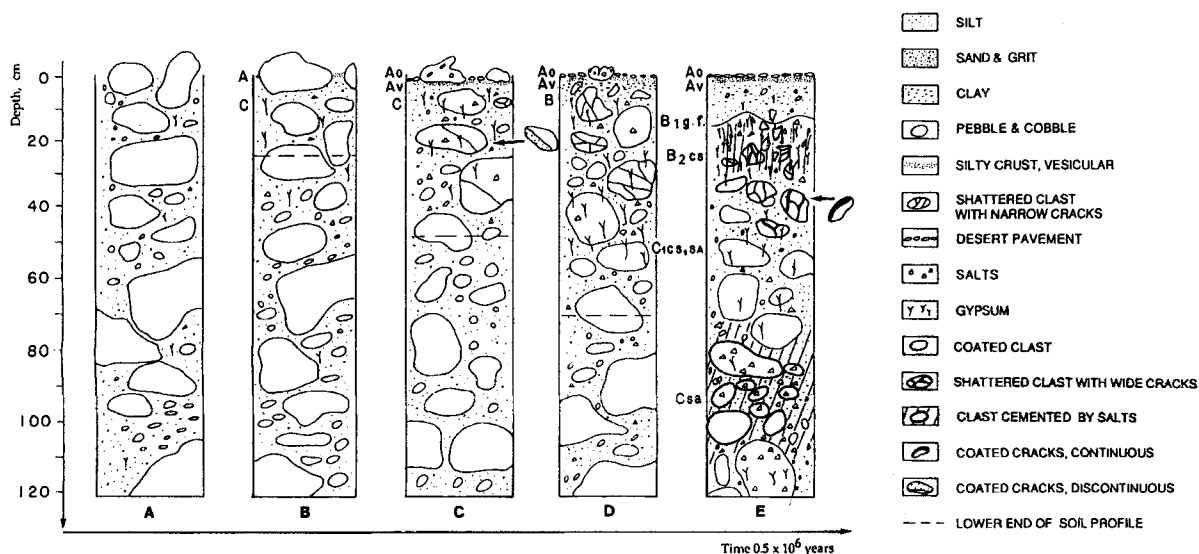 Depth, cm
0
20
40
60
80
100
120
A
C
Ao
Av
C
Ao
Av
B
C1cs,sA
Ao
Av
B1g.f.
B2cs
Csa
A
B
C
D
E
Time 0.5 x 10⁶ years
SILT
SAND & GRIT
CLAY
PEBBLE & COBBLE
SILTY CRUST, VESICULAR
SHATTERED CLAST
WITH NARROW CRACKS
DESERT PAVEMENT
SALTS
GYPSUM
COATED CLAST
SHATTERED CLAST WITH WIDE CRACKS
CLAST CEMENTED BY SALTS
COATED CRACKS, CONTINUOUS
COATED CRACKS, DISCONTINUOUS
LOWER END OF SOIL PROFILE